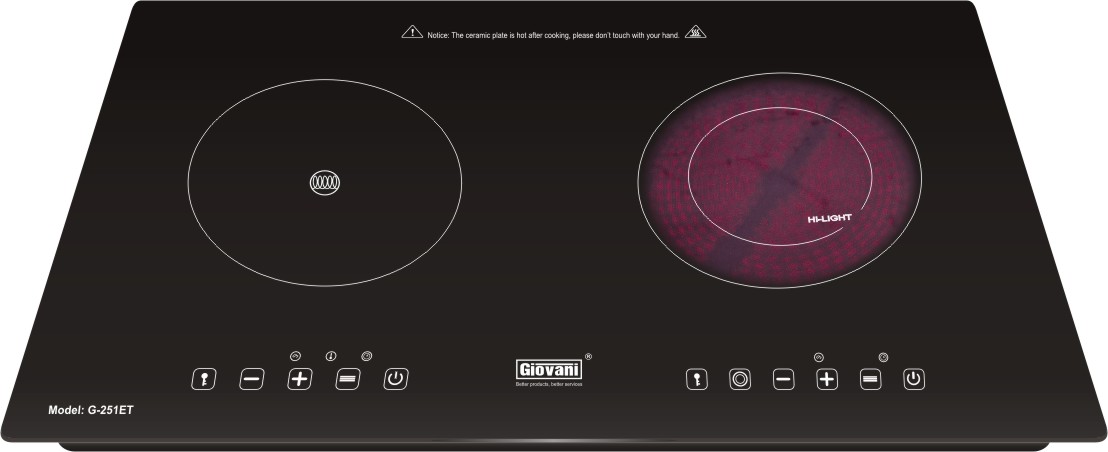 Notice: The ceramic plate is hot after cooking, please don't touch with your hand.
HI-LIGHT
Giovani ®
Better products, better services
Model: G-251ET